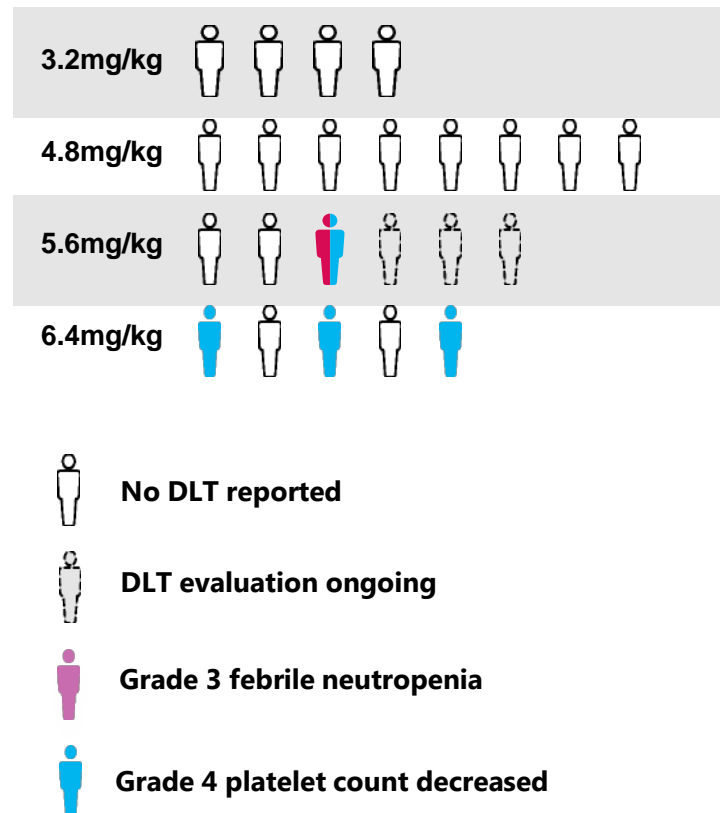 3.2mg/kg
4.8mg/kg
5.6mg/kg
6.4mg/kg
No DLT reported
DLT evaluation ongoing
Grade 3 febrile neutropenia
Grade 4 platelet count decreased